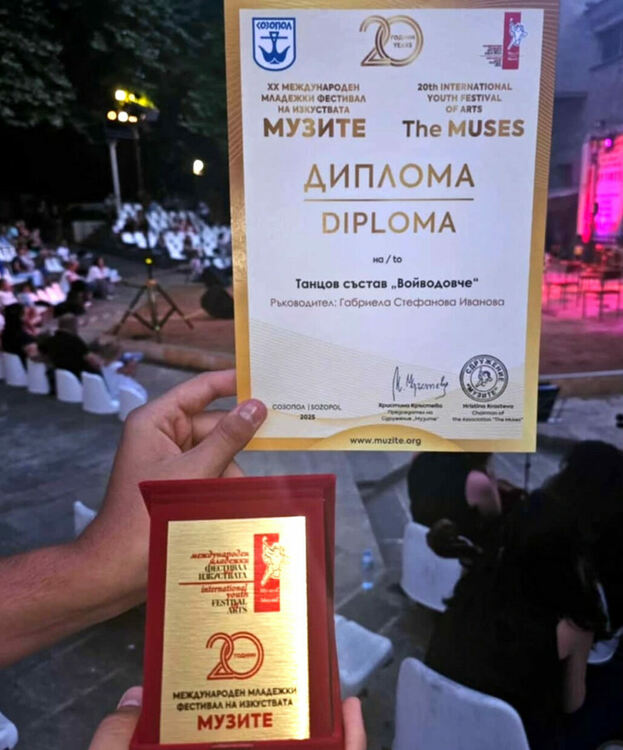 СОЗОПОЛ
20 ГОДИНИ YEARS
XX МЕЖДУНАРОДЕН
МЛАДЕЖКИ ФЕСТИВАЛ
НА ИЗКУСТВАТА
МУЗИТЕ
20th INTERNATIONAL
YOUTH FESTIVAL
OF ARTS
The MUSES
ДИПЛОМА
DIPLOMA
на / to
Танцов състав „Войводовче“
Ръководител: Габриела Стефанова Иванова
СОЗОПОЛ | SOZOPOL
2025
Христина Кръстева
Председател на
Сдружение „Музите“
СДРУЖЕНИЕ
МУЗИТЕ
Hristina Krasteva
Chairman of
the Association "The Muses"
www.muzite.org
международен
младежки
ФЕСТИВАЛ
ИЗКУСТВАТА
international
youth
FESTIVAL
ARTS
20 ГОДИНИ
МЕЖДУНАРОДЕН МЛАДЕЖКИ
ФЕСТИВАЛ НА ИЗКУСТВАТА
МУЗИТЕ